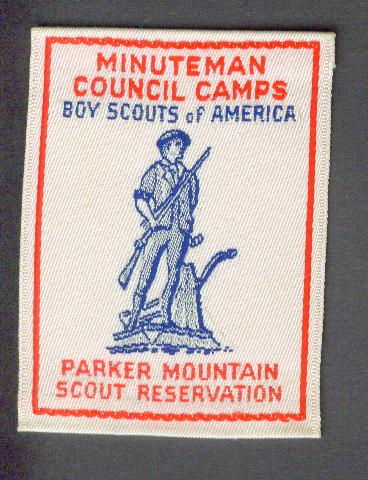 MINUTEMAN
COUNCIL CAMPS
BOY SCOUTS of AMERICA
PARKER MOUNTAIN
SCOUT RESERVATION